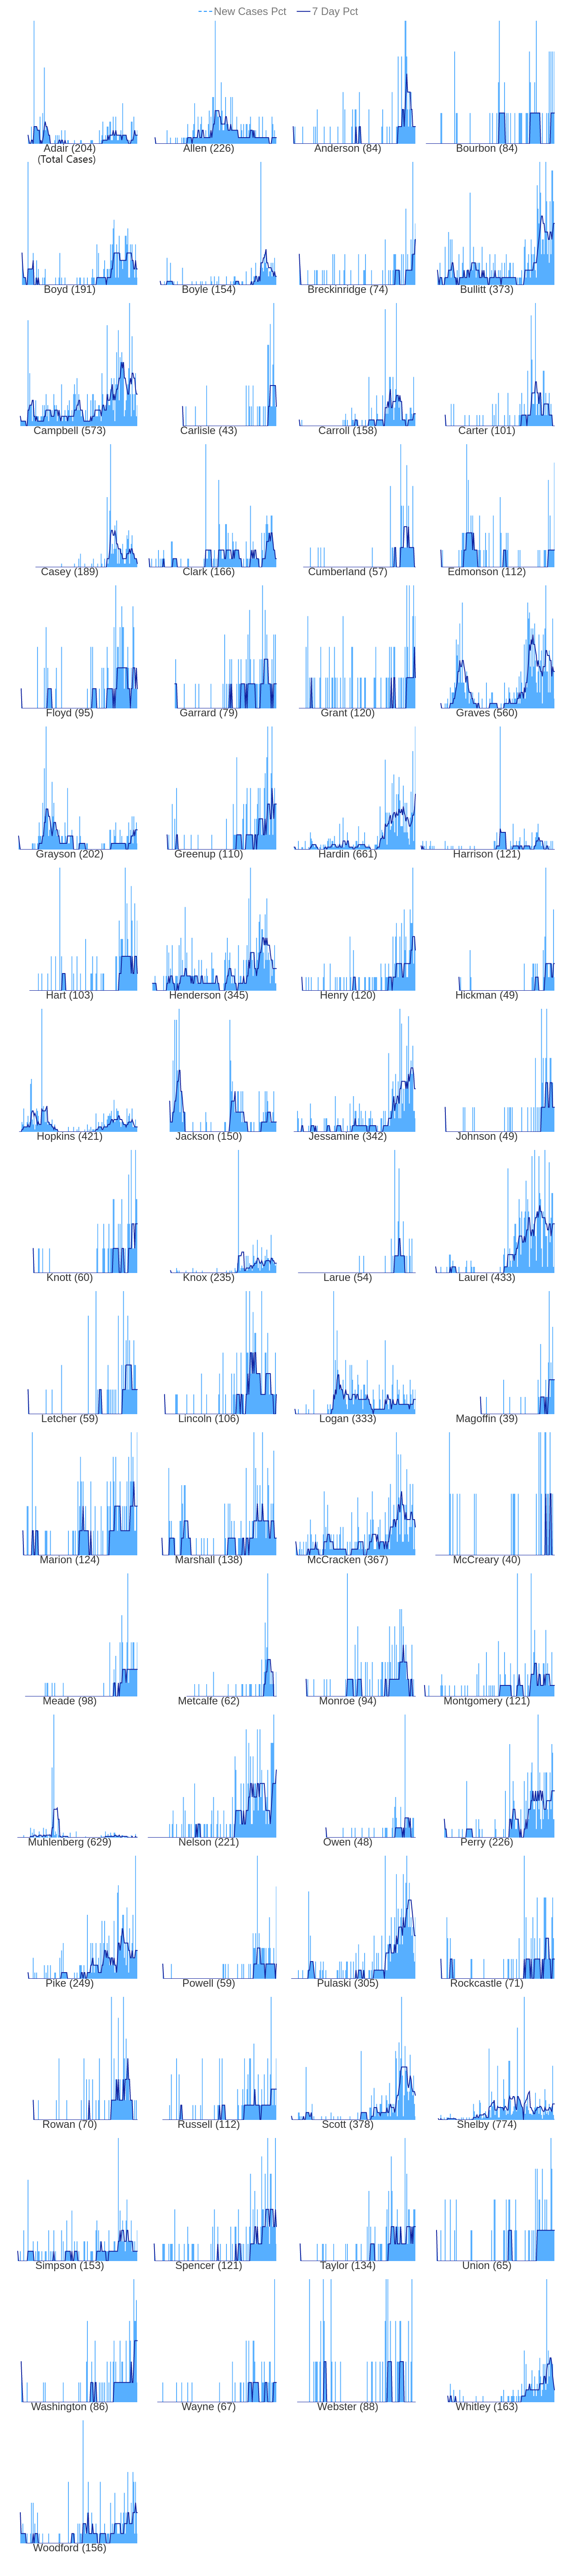 New Cases Pct 7 Day Pct
Adair (204) Allen (226) Anderson (84) Bourbon (84)
(Total Cases)
Boyd (191) Boyle (154) Breckinridge (74) Bullitt (373)
Campbell (573) Carlisle (43) Carroll (158) Carter (101)
Casey (189) Clark (166) Cumberland (57) Edmonson (112)
Floyd (95) Garrard (79) Grant (120) Graves (560)
Grayson (202) Greenup (110) Hardin (661) Harrison (121)
Hart (103) Henderson (345) Henry (120) Hickman (49)
Hopkins (421) Jackson (150) Jessamine (342) Johnson (49)
Knott (60) Knox (235) Larue (54) Laurel (433)
Letcher (59) Lincoln (106) Logan (333) Magoffin (39)
Marion (124) Marshall (138) McCracken (367) McCreary (40)
Meade (98) Metcalfe (62) Monroe (94) Montgomery (121)
Muhlenberg (629) Nelson (221) Owen (48) Perry (226)
Pike (249) Powell (59) Pulaski (305) Rockcastle (71)
Rowan (70) Russell (112) Scott (378) Shelby (774)
Simpson (153) Spencer (121) Taylor (134) Union (65)
Washington (86) Wayne (67) Webster (88) Whitley (163)
Woodford (156)